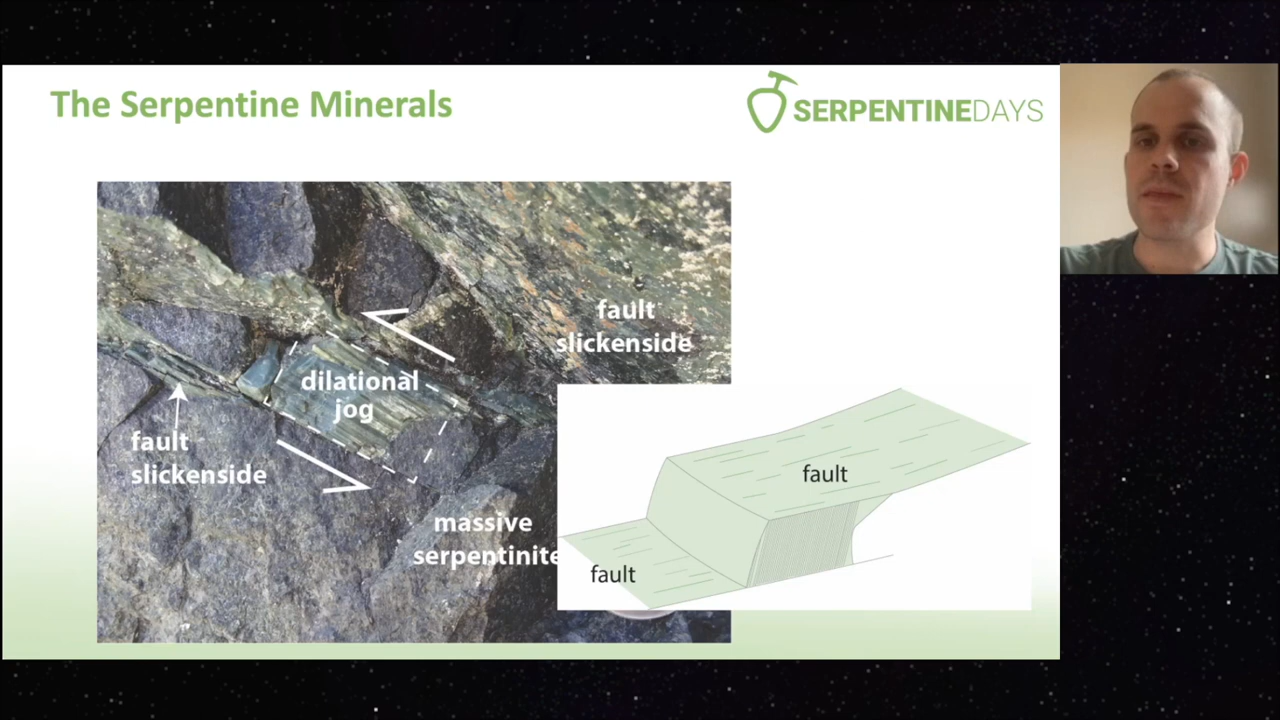 The Serpentine Minerals
SERPENTINEDAYS
fault
slickenside
dilational
jog
fault
slickenside
massive
serpentinite
fault
fault